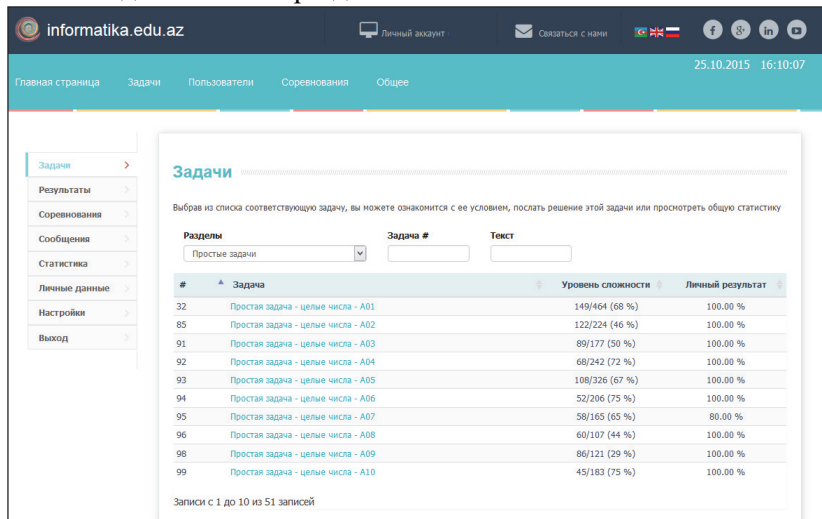 informatika.edu.az
Личный аккаунт
Связаться с нами
25.10.2015 16:10:07
Главная страница Задачи Пользователи Соревнования Общее
Задачи
Результаты
Соревнования
Сообщения
Статистика
Личные данные
Настройки
Выход
Задачи
Выбрав из списка соответствующую задачу, вы можете ознакомится с ее условием, послать решение этой задачи или просмотреть общую статистику
Разделы Задача # Текст
Простые задачи
# Задача Уровень сложности Личный результат
32 Простая задача - целые числа - A01 149/464 (68 %) 100.00 %
85 Простая задача - целые числа - A02 122/224 (46 %) 100.00 %
91 Простая задача - целые числа - A03 89/177 (50 %) 100.00 %
92 Простая задача - целые числа - A04 68/242 (72 %) 100.00 %
93 Простая задача - целые числа - A05 108/326 (67 %) 100.00 %
94 Простая задача - целые числа - A06 52/206 (75 %) 100.00 %
95 Простая задача - целые числа - A07 58/165 (65 %) 80.00 %
96 Простая задача - целые числа - A08 60/107 (44 %) 100.00 %
98 Простая задача - целые числа - A09 86/121 (29 %) 100.00 %
99 Простая задача - целые числа - A10 45/183 (75 %) 100.00 %
Записи с 1 до 10 из 51 записей